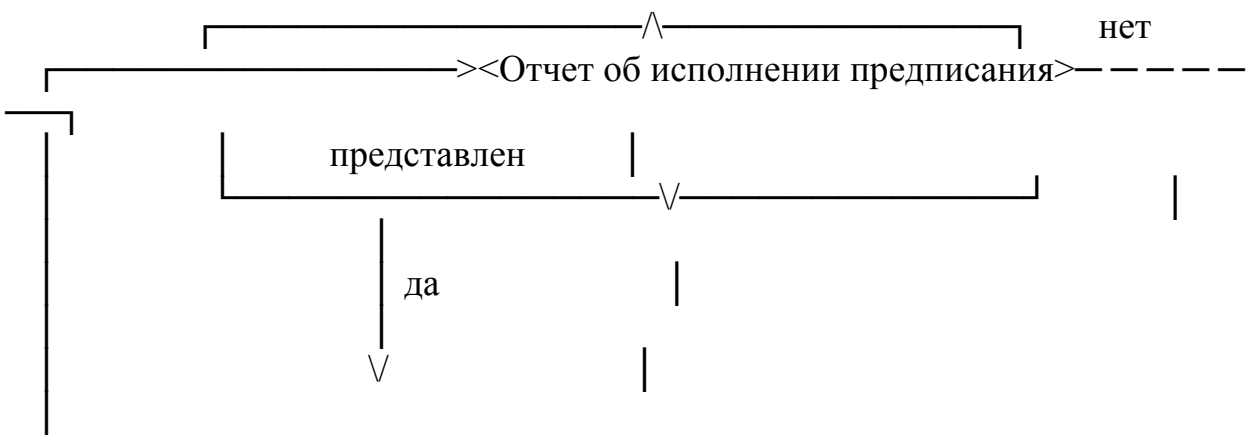 нет
Отчет об исполнении предписания
представлен
да